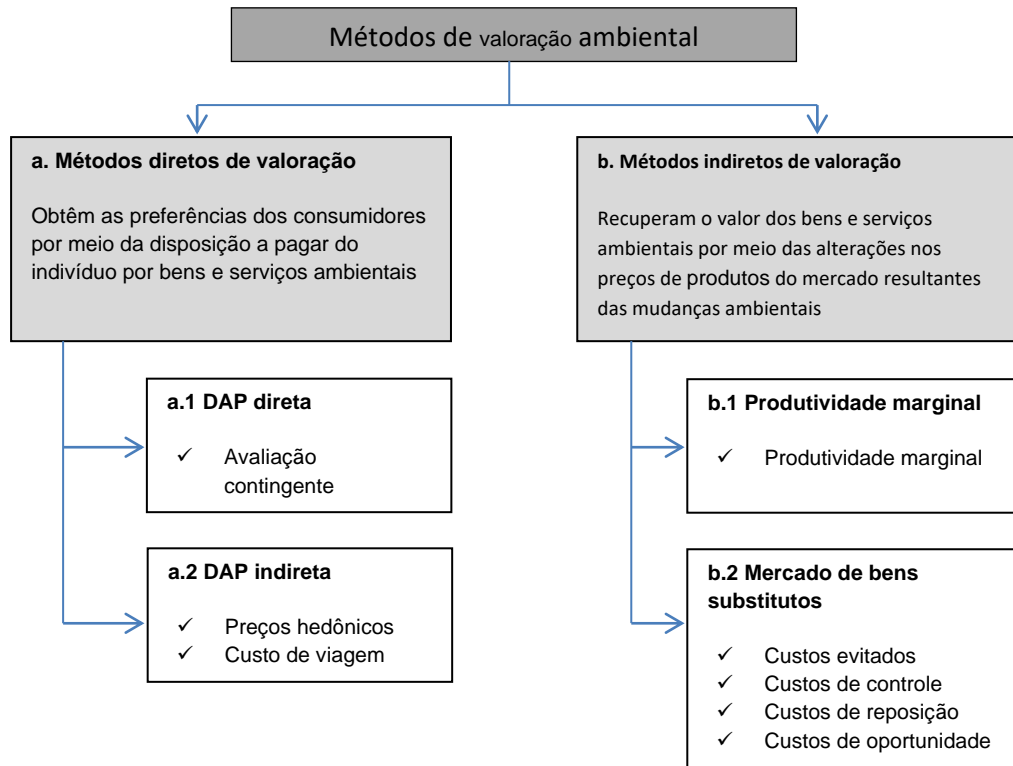 Métodos de valoração ambiental
a. Métodos diretos de valoração
Obtêm as preferências dos consumidores
por meio da disposição a pagar do
indivíduo por bens e serviços ambientais
b. Métodos indiretos de valoração
Recuperam o valor dos bens e serviços
ambientais por meio das alterações nos
preços de produtos do mercado resultantes
das mudanças ambientais
a.1 DAP direta
✓ Avaliação
contingente
a.2 DAP indireta
✓ Preços hedônicos
✓ Custo de viagem
b.1 Produtividade marginal
✓ Produtividade marginal
b.2 Mercado de bens
substitutos
✓ Custos evitados
✓ Custos de controle
✓ Custos de reposição
✓ Custos de oportunidade